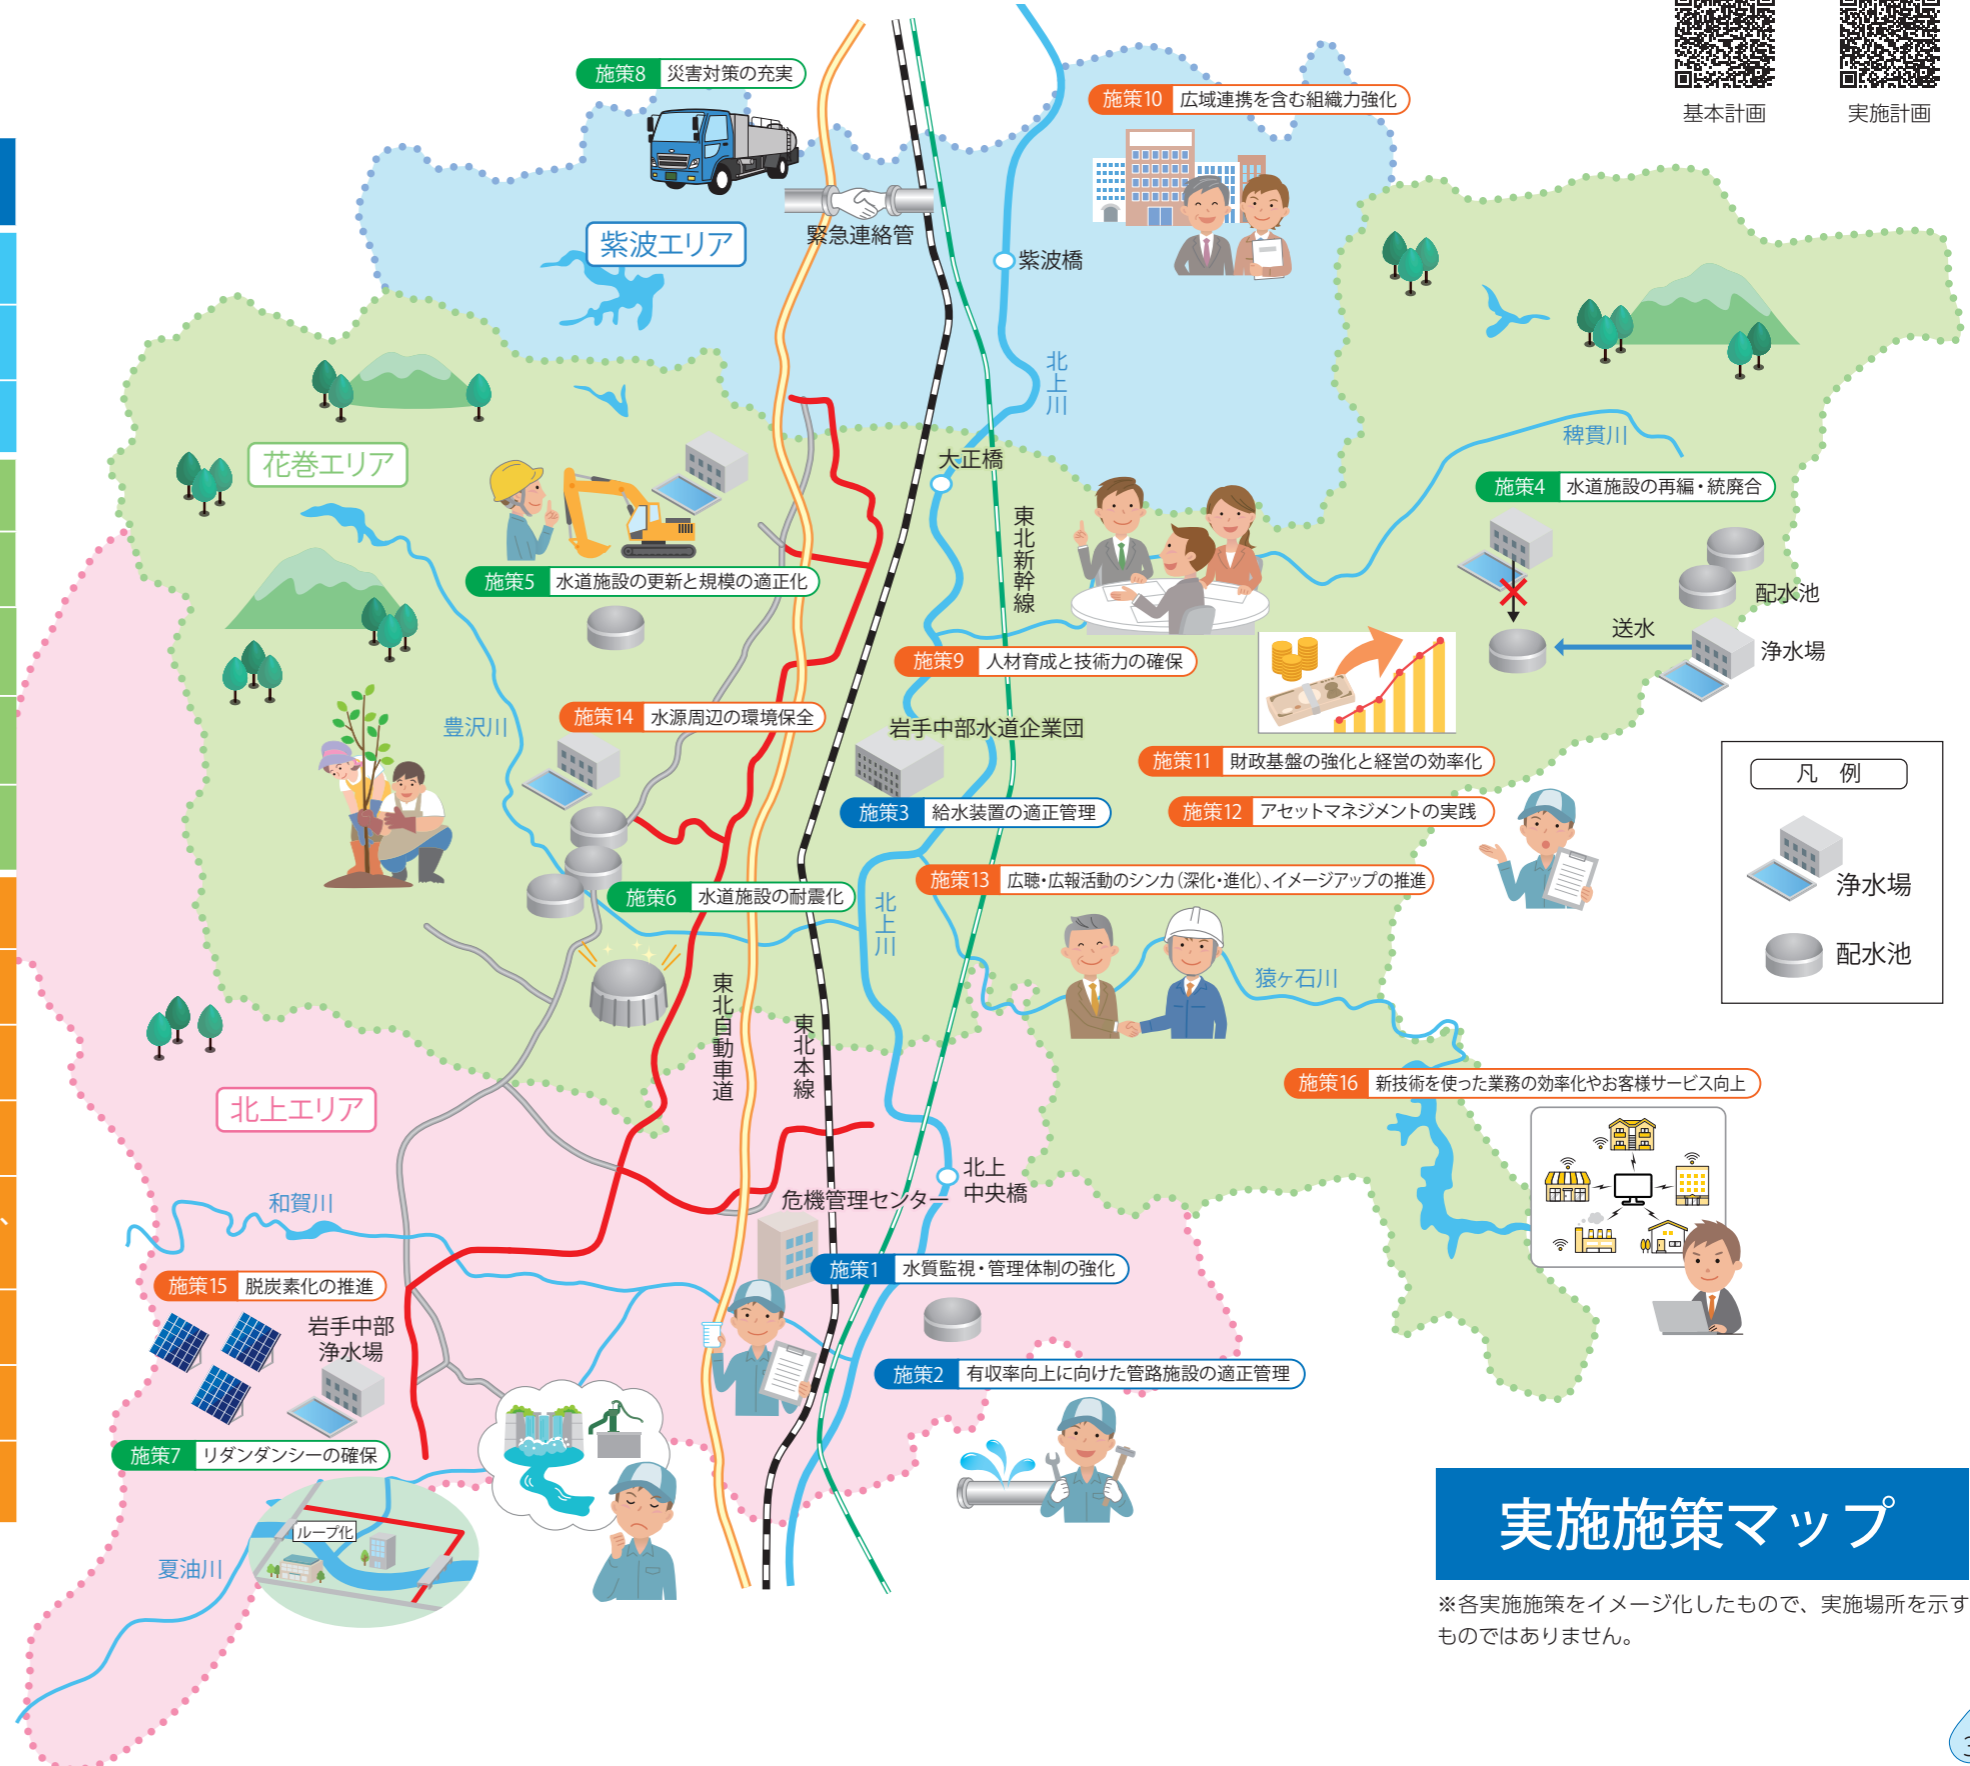 基本計画
実施計画
施策8 災害対策の充実
施策10 広域連携を含む組織力強化
紫波エリア
緊急連絡管
紫波橋
北上川
花巻エリア
大正橋
稗貫川
施策4 水道施設の再編・統廃合
東北新幹線
施策5 水道施設の更新と規模の適正化
配水池
送水
浄水場
施策9 人材育成と技術力の確保
豊沢川
施策14 水源周辺の環境保全
岩手中部水道企業団
施策11 財政基盤の強化と経営の効率化
凡 例
浄水場
配水池
施策3 給水装置の適正管理
施策12 アセットマネジメントの実践
施策13 広聴・広報活動のシンカ（深化・進化）、イメージアップの推進
施策6 水道施設の耐震化
北上川
猿ヶ石川
東北自動車道
東北本線
施策16 新技術を使った業務の効率化やお客様サービス向上
北上エリア
北上
中央橋
危機管理センター
和賀川
、
施策1 水質監視・管理体制の強化
施策15 脱炭素化の推進
岩手中部
浄水場
施策2 有収率向上に向けた管路施設の適正管理
施策7 リダンダンシーの確保
ループ化
夏油川
実施施策マップ
※各実施施策をイメージ化したもので、実施場所を示す
ものではありません。